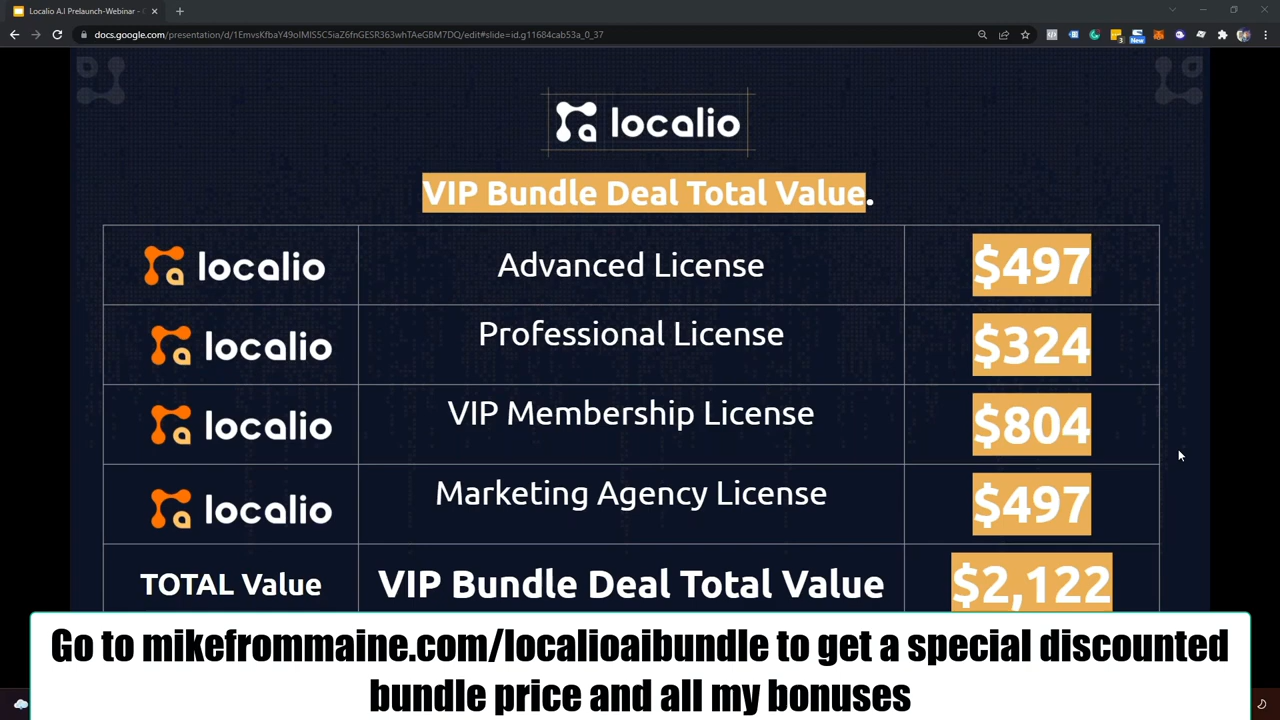 Localio A.I Prelaunch-Webinar -
docs.google.com/presentation/d/1EmvsKfbaY49oIMIS5C5iaZ6fnGESR363whTAeGBM7DQ/edit#slide=id.g11684cab53a_0_37
3
New
localio
VIP Bundle Deal Total Value.
localio Advanced License $497
localio Professional License $324
localio VIP Membership License $804
localio Marketing Agency License $497
TOTAL Value VIP Bundle Deal Total Value $2,122
Go to mikefrommaine.com/localioaibundle to get a special discounted
bundle price and all my bonuses